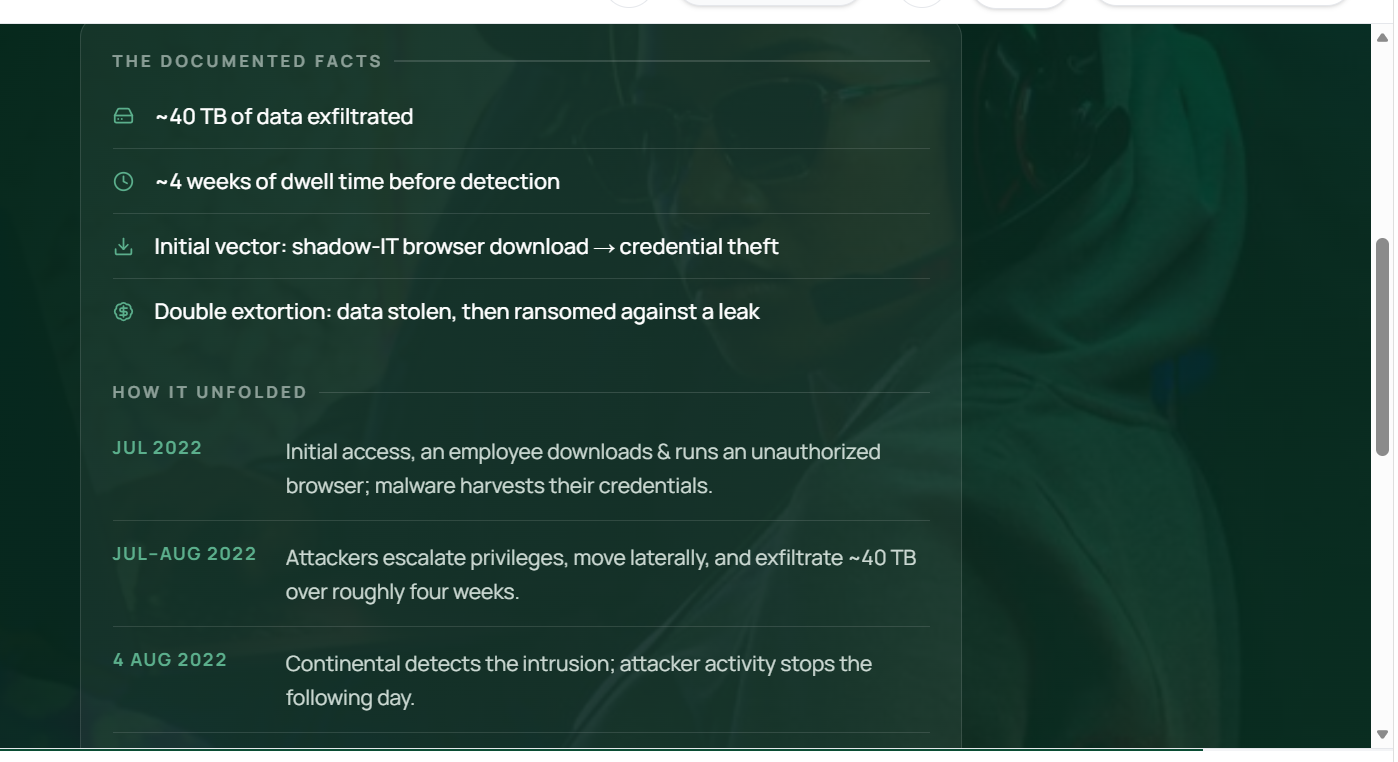 THE DOCUMENTED FACTS
~40 TB of data exfiltrated
~4 weeks of dwell time before detection
Initial vector: shadow-IT browser download → credential theft
Double extortion: data stolen, then ransomed against a leak
HOW IT UNFOLDED
JUL 2022
Initial access, an employee downloads & runs an unauthorized
browser; malware harvests their credentials.
JUL–AUG 2022
Attackers escalate privileges, move laterally, and exfiltrate ~40 TB
over roughly four weeks.
4 AUG 2022
Continental detects the intrusion; attacker activity stops the
following day.